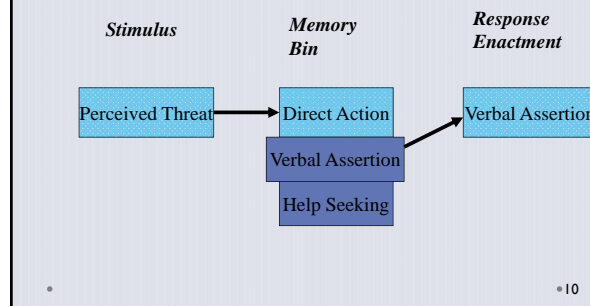 Stimulus
Memory
Bin
Response
Enactment
Perceived Threat
Direct Action
Verbal Assertion
Verbal Assertion
Help Seeking
10